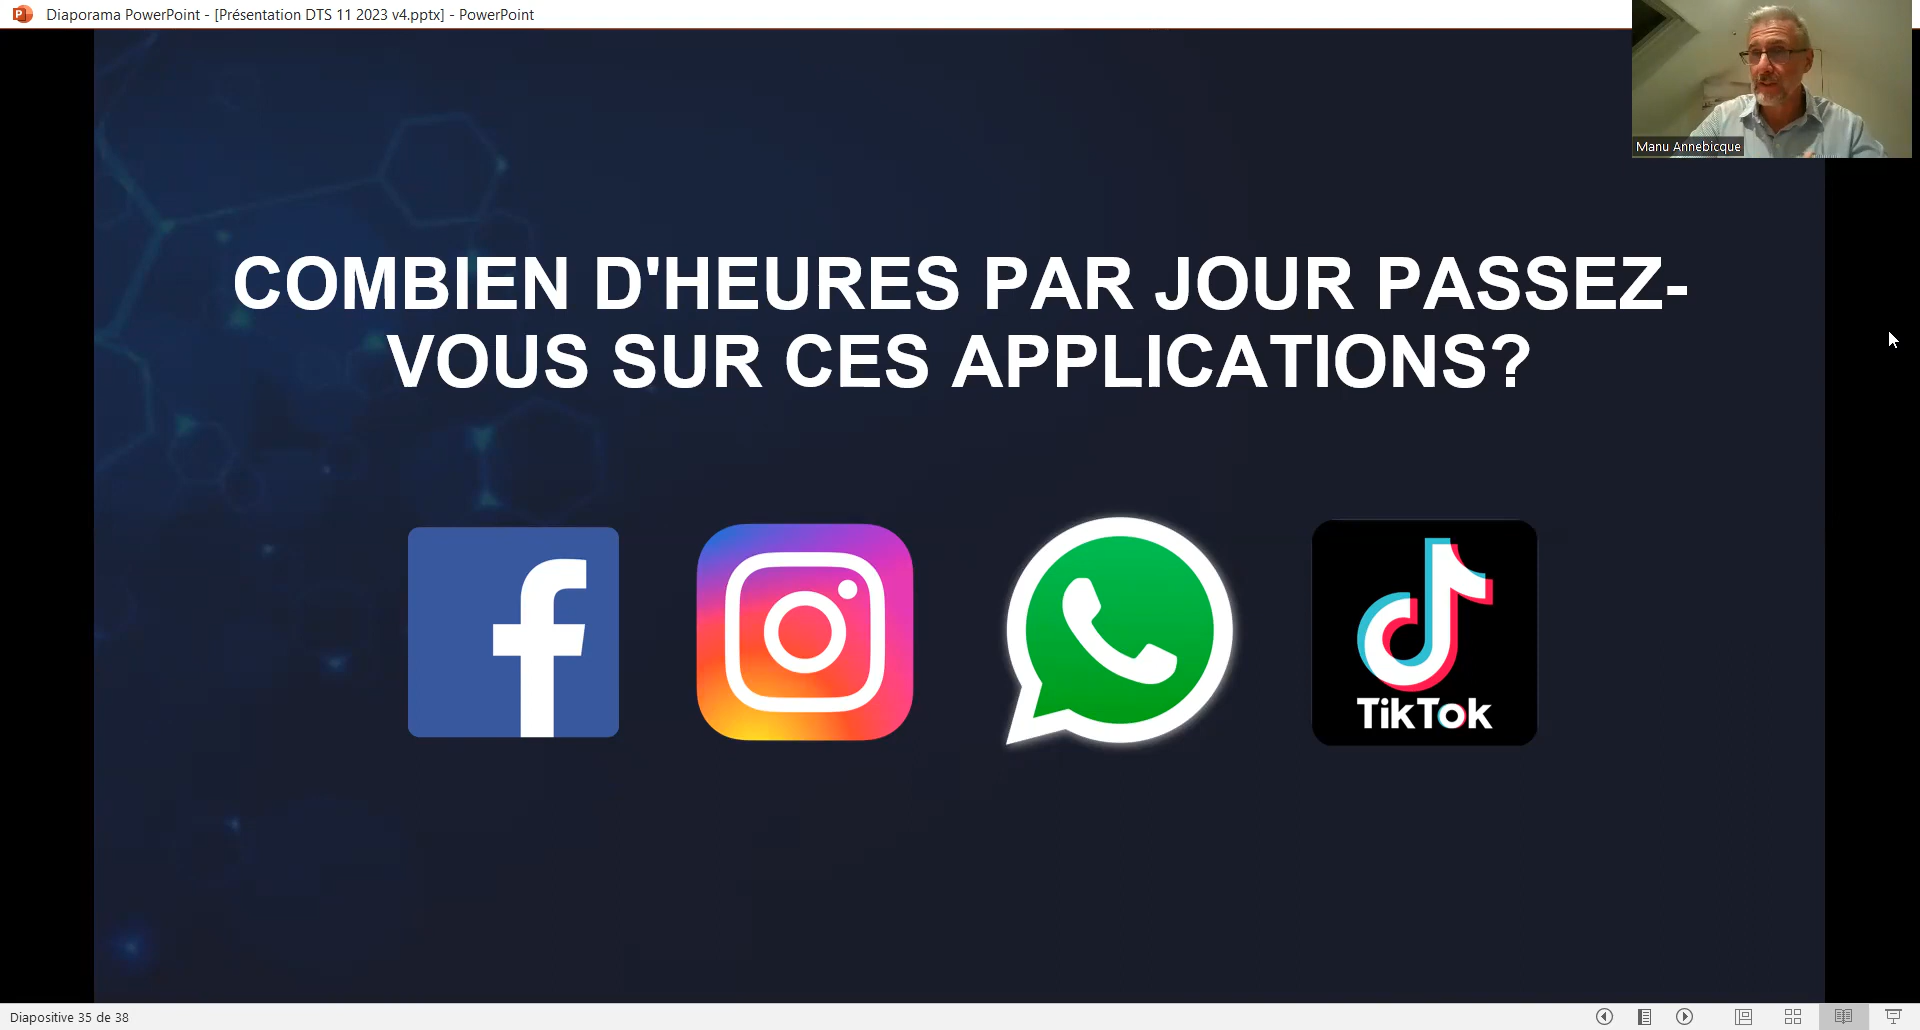 Diaporama PowerPoint - [Présentation DTS 11 2023 v4.pptx] - PowerPoint
Manu Annebicque
COMBIEN D'HEURES PAR JOUR PASSEZ-
VOUS SUR CES APPLICATIONS?
TikTok
Diapositive 35 de 38